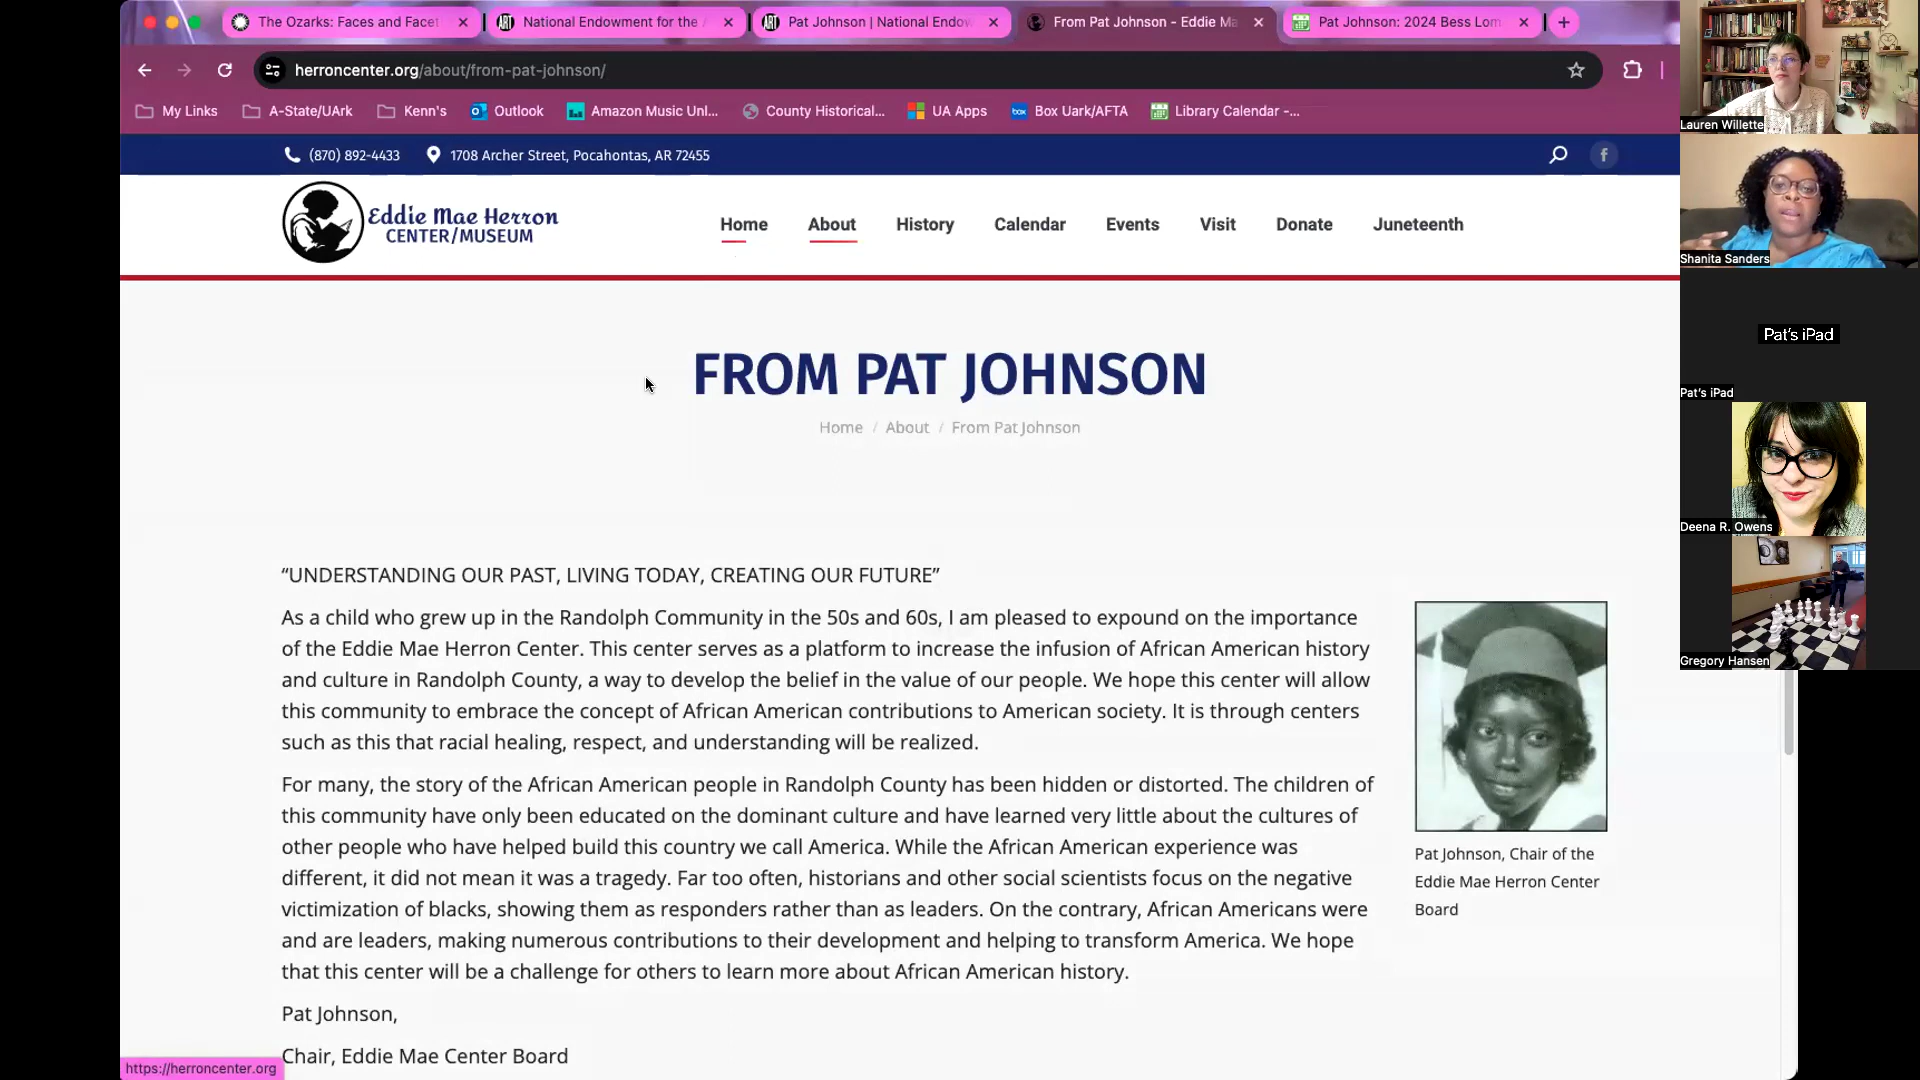 The Ozarks: Faces and Facet
National Endowment for the A
Pat Johnson | National Endow
From Pat Johnson - Eddie Ma
Pat Johnson: 2024 Bess Lom
herroncenter.org/about/from-pat-johnson/
My Links
A-State/UArk
Kenn's
Outlook
Amazon Music Unl...
County Historical...
UA Apps
Box Uark/AFTA
Library Calendar -...
(870) 892-4433
1708 Archer Street, Pocahontas, AR 72455
Eddie Mae Herron
CENTER/MUSEUM
Home
About
History
Calendar
Events
Visit
Donate
Juneteenth
FROM PAT JOHNSON
Home / About / From Pat Johnson
“UNDERSTANDING OUR PAST, LIVING TODAY, CREATING OUR FUTURE”
As a child who grew up in the Randolph Community in the 50s and 60s, I am pleased to expound on the importance
of the Eddie Mae Herron Center. This center serves as a platform to increase the infusion of African American history
and culture in Randolph County, a way to develop the belief in the value of our people. We hope this center will allow
this community to embrace the concept of African American contributions to American society. It is through centers
such as this that racial healing, respect, and understanding will be realized.
For many, the story of the African American people in Randolph County has been hidden or distorted. The children of
this community have only been educated on the dominant culture and have learned very little about the cultures of
other people who have helped build this country we call America. While the African American experience was
different, it did not mean it was a tragedy. Far too often, historians and other social scientists focus on the negative
victimization of blacks, showing them as responders rather than as leaders. On the contrary, African Americans were
and are leaders, making numerous contributions to their development and helping to transform America. We hope
that this center will be a challenge for others to learn more about African American history.
Pat Johnson,
Chair, Eddie Mae Center Board
Pat Johnson, Chair of the
Eddie Mae Herron Center
Board
https://herroncenter.org
Lauren Willette
Shanita Sanders
Pat's iPad
Pat's iPad
Deena R. Owens
Gregory Hansen